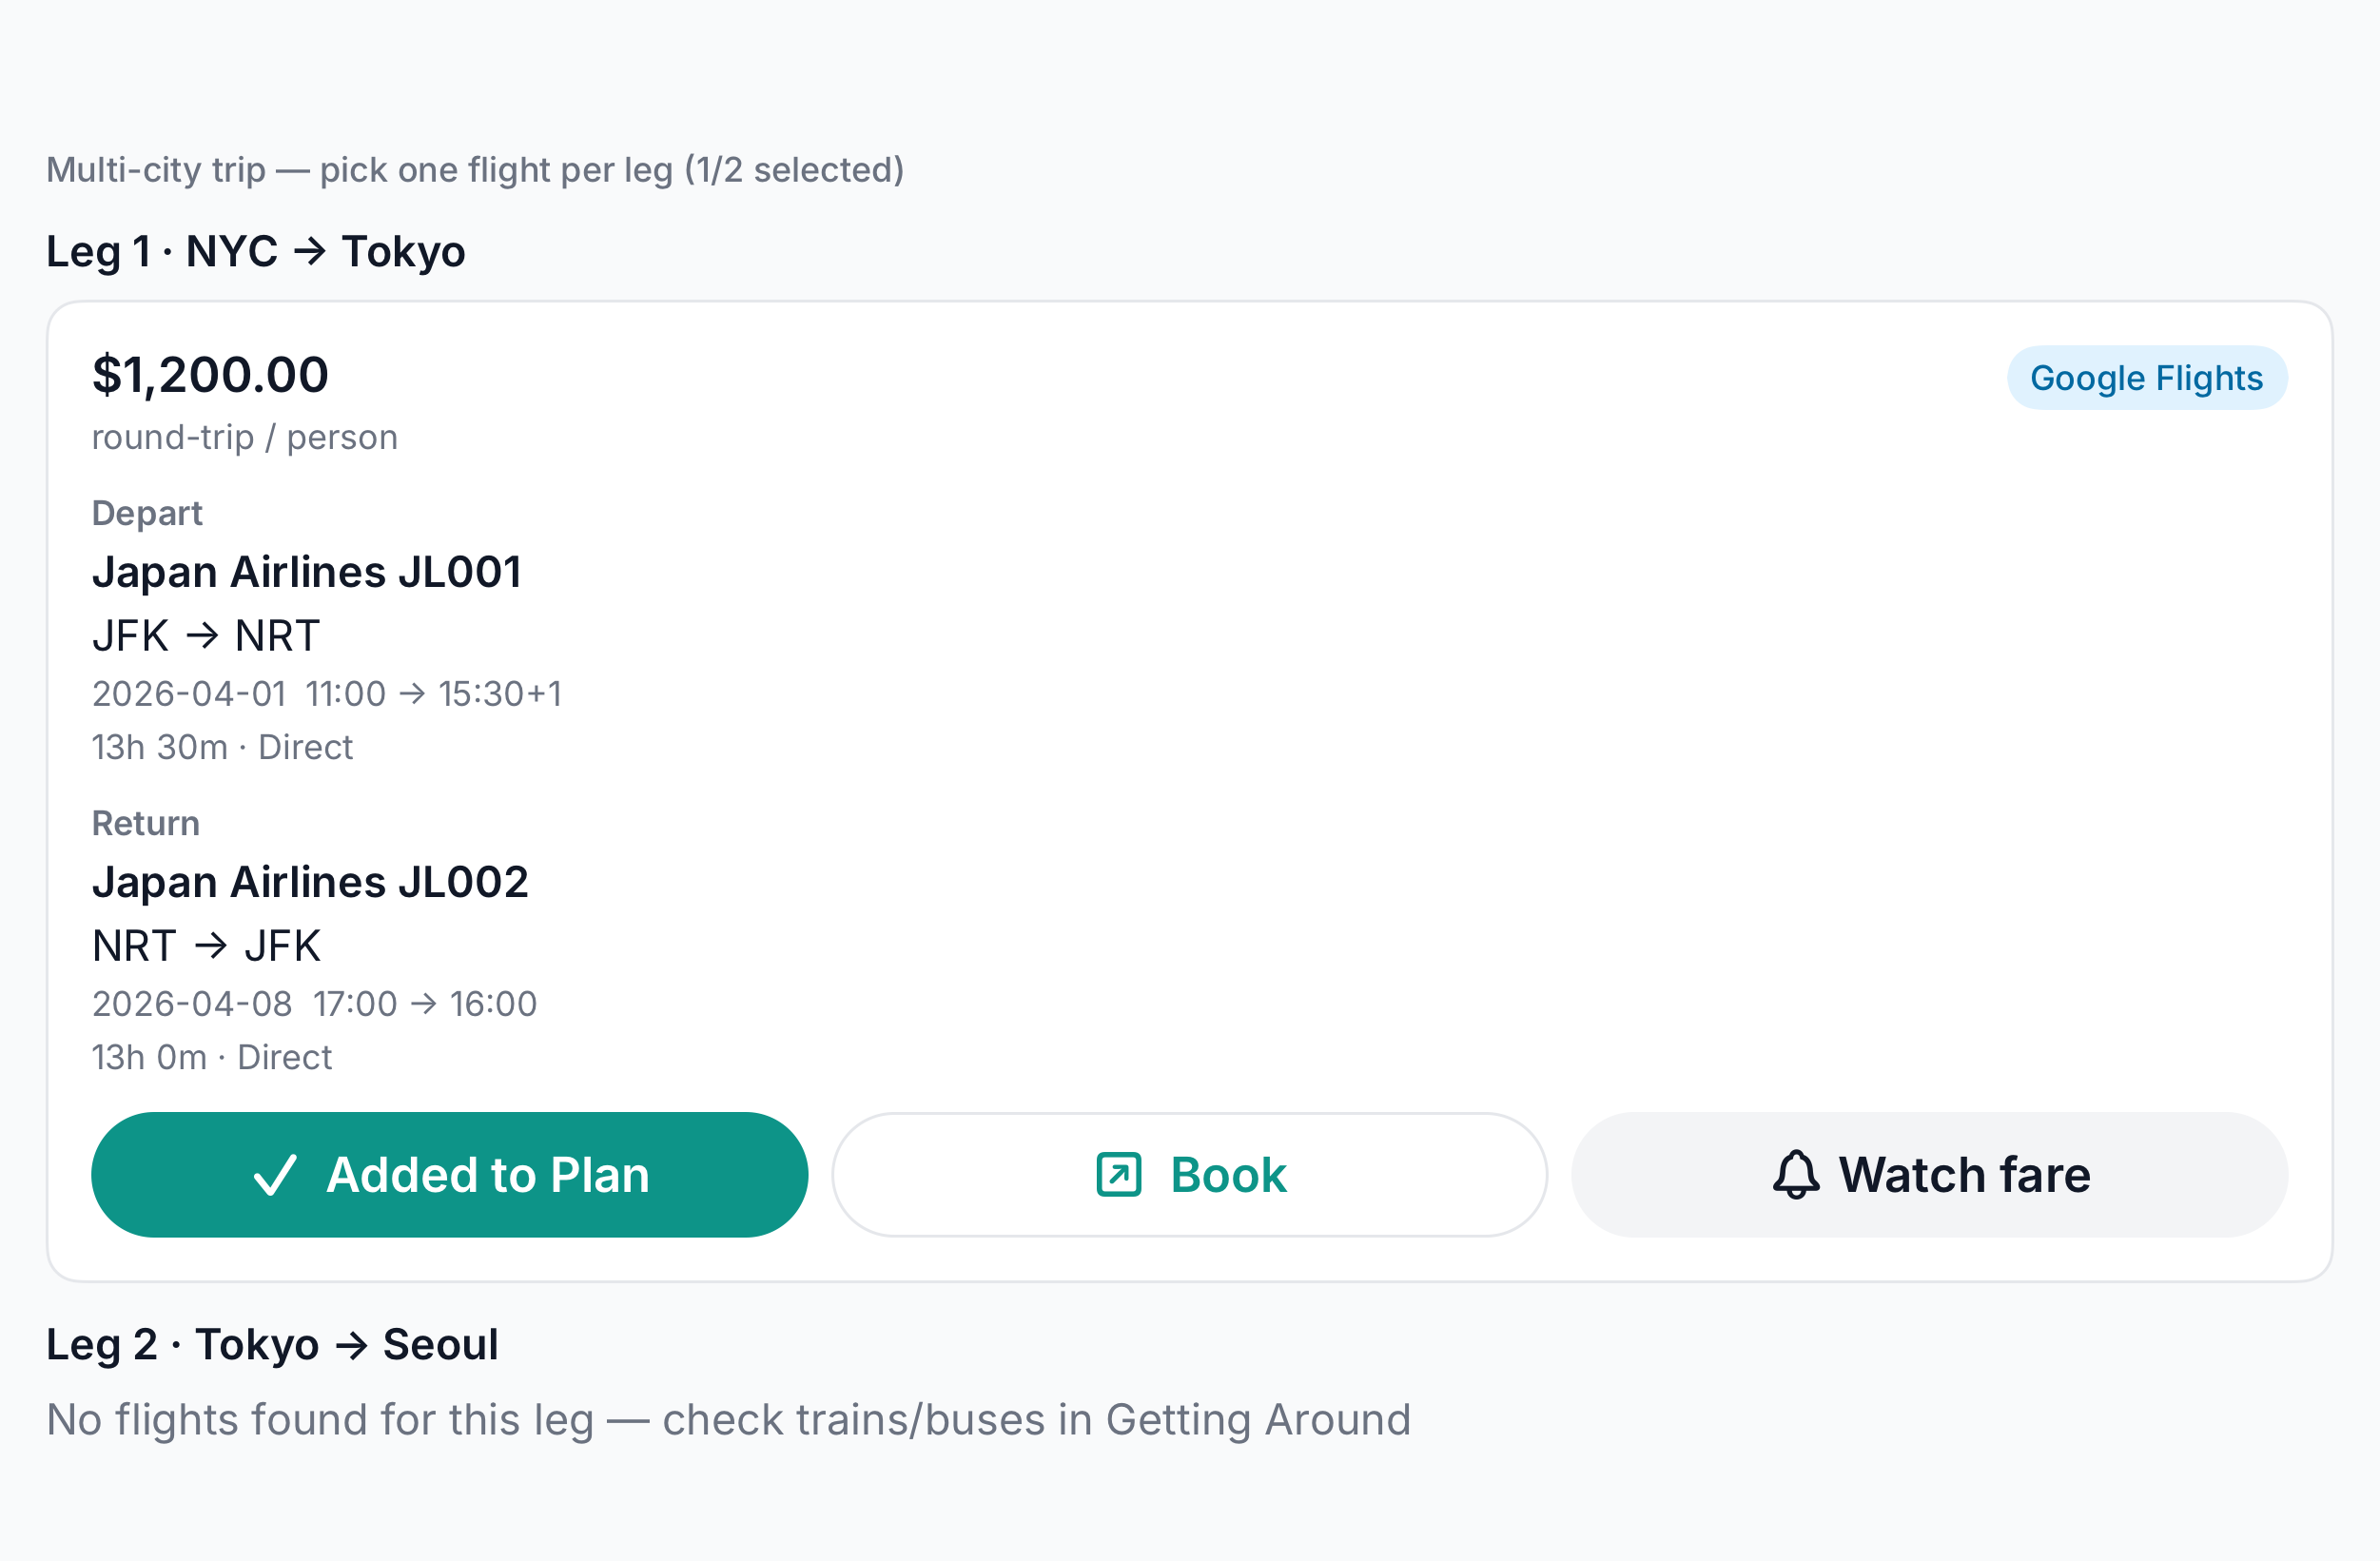 Multi-city trip — pick one flight per leg (1/2 selected)
Leg 1 · NYC → Tokyo
$1,200.00
Google Flights
round-trip / person
Depart
Japan Airlines JL001
JFK → NRT
2026-04-01 11:00 → 15:30+1
13h 30m · Direct
Return
Japan Airlines JL002
NRT → JFK
2026-04-08 17:00 → 16:00
13h 0m · Direct
Added to Plan
Book
Watch fare
Leg 2 · Tokyo → Seoul
No flights found for this leg — check trains/buses in Getting Around